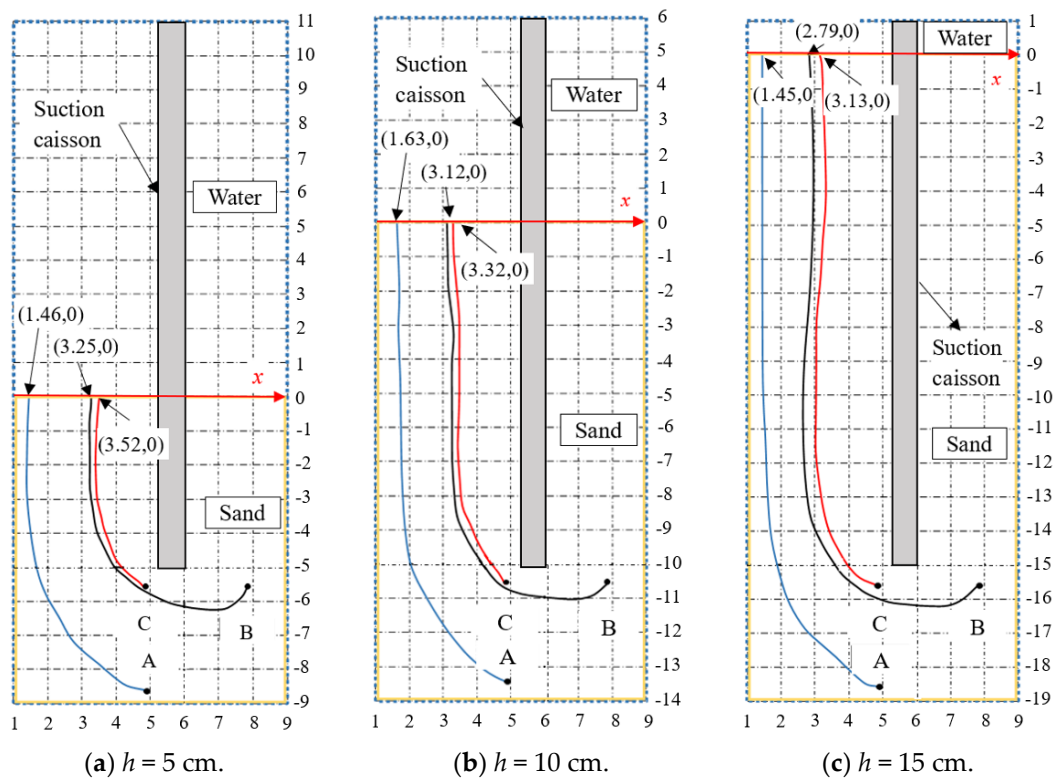 11
10
9
8
7
6
5
4
3
2
1
0
-1
-2
-3
-4
-5
-6
-7
-8
-9
Suction
caisson
Water
(1.46,0)
(3.25,0)
x
(3.52,0)
Sand
C
B
A
1 2 3 4 5 6 7 8 9
(a) h = 5 cm.
6
5
4
3
2
1
0
-1
-2
-3
-4
-5
-6
-7
-8
-9
-10
-11
-12
-13
-14
Suction
caisson
Water
(1.63,0)
(3.12,0)
x
(3.32,0)
Sand
C
B
A
1 2 3 4 5 6 7 8 9
(b) h = 10 cm.
1
0
-1
-2
-3
-4
-5
-6
-7
-8
-9
-10
-11
-12
-13
-14
-15
-16
-17
-18
-19
(2.79,0)
Water
x
(1.45,0)
(3.13,0)
Suction
caisson
Sand
C
B
A
1 2 3 4 5 6 7 8 9
(c) h = 15 cm.